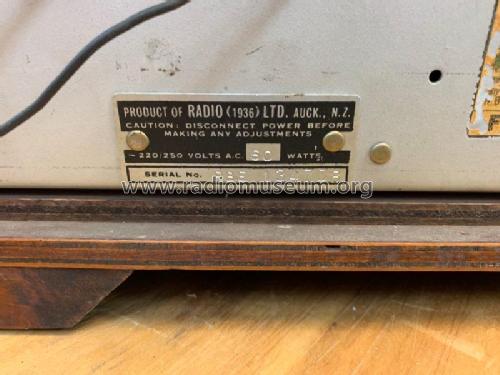 PRODUCT OF RADIO (1936) LTD. AUCK., N.Z.
CAUTION: DISCONNECT POWER BEFORE
MAKING ANY ADJUSTMENTS
~ 220/250 VOLTS A.C. WATTS
SERIAL No.
www.radiomuseum.org